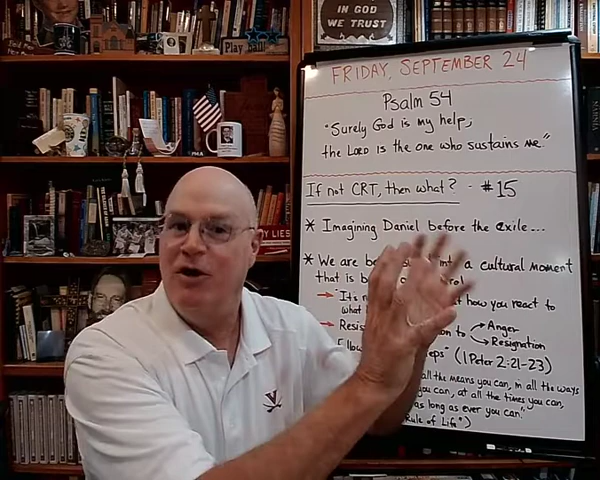 IN GOD
WE TRUST
Play Ball
FRIDAY, SEPTEMBER 24
Psalm 54
"Surely God is my help;
the LORD is the one who sustains me."
If not CRT, then what? - #15
* Imagining Daniel before the exile...
* We are be a cultural moment
that is b
It's how you react to
what
Resis to Anger
Resignation
eps" (1 Peter 2:21-23)
all the means you can, in all the ways
you can, at all the times you can,
as long as ever you can."
Rule of Life")